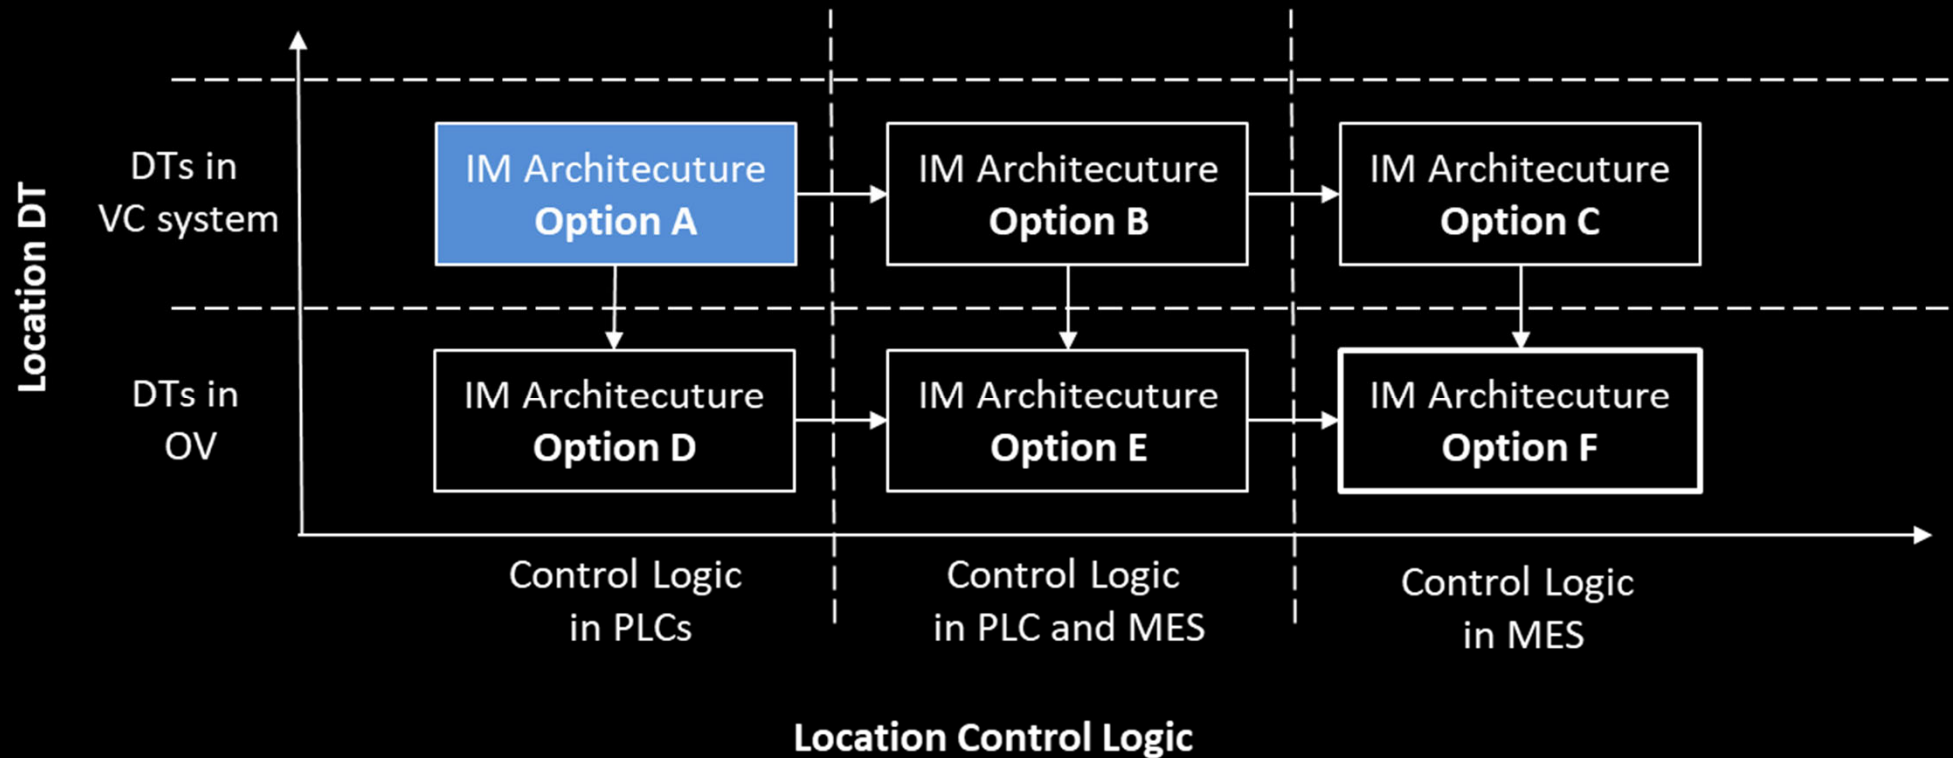 Location DT
DTs in
VC system
IM Architecuture
Option A
IM Architecuture
Option B
IM Architecuture
Option C
DTs in
OV
IM Architecuture
Option D
IM Architecuture
Option E
IM Architecuture
Option F
Control Logic
in PLCs
Control Logic
in PLC and MES
Control Logic
in MES
Location Control Logic